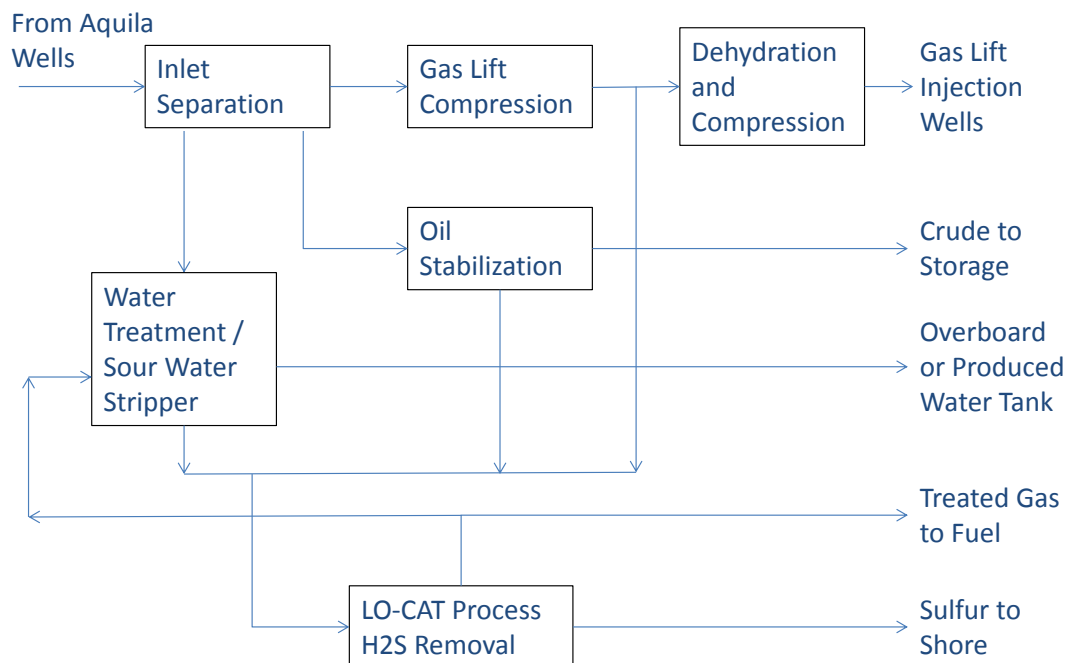 From Aquila
Wells
Inlet
Separation
Gas Lift
Compression
Dehydration
and
Compression
Gas Lift
Injection
Wells
Oil
Stabilization
Crude to
Storage
Water
Treatment /
Sour Water
Stripper
Overboard
or Produced
Water Tank
Treated Gas
to Fuel
LO-CAT Process
H2S Removal
Sulfur to
Shore